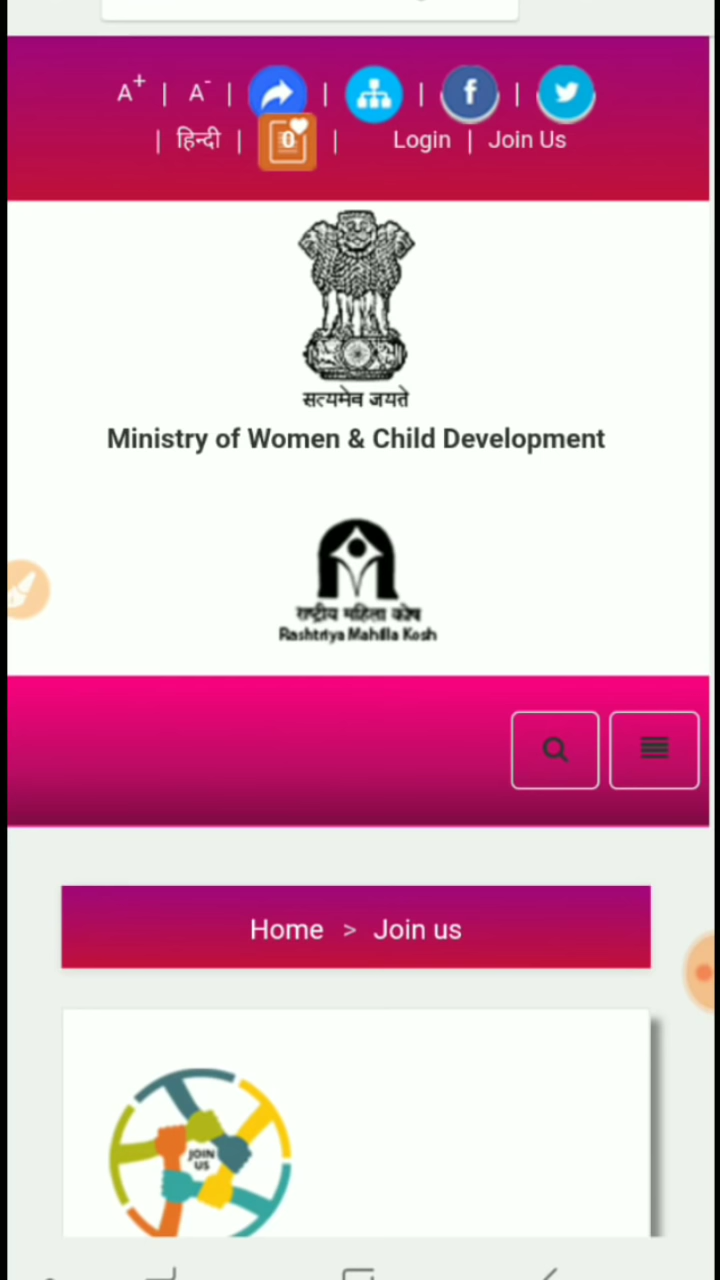 A+ | A- | | | |
| हिन्दी | 0 | Login | Join Us
सत्यमेव जयते
Ministry of Women & Child Development
राष्ट्रीय महिला कोष
Rashtriya Mahila Kosh
Home > Join us
JOIN
US